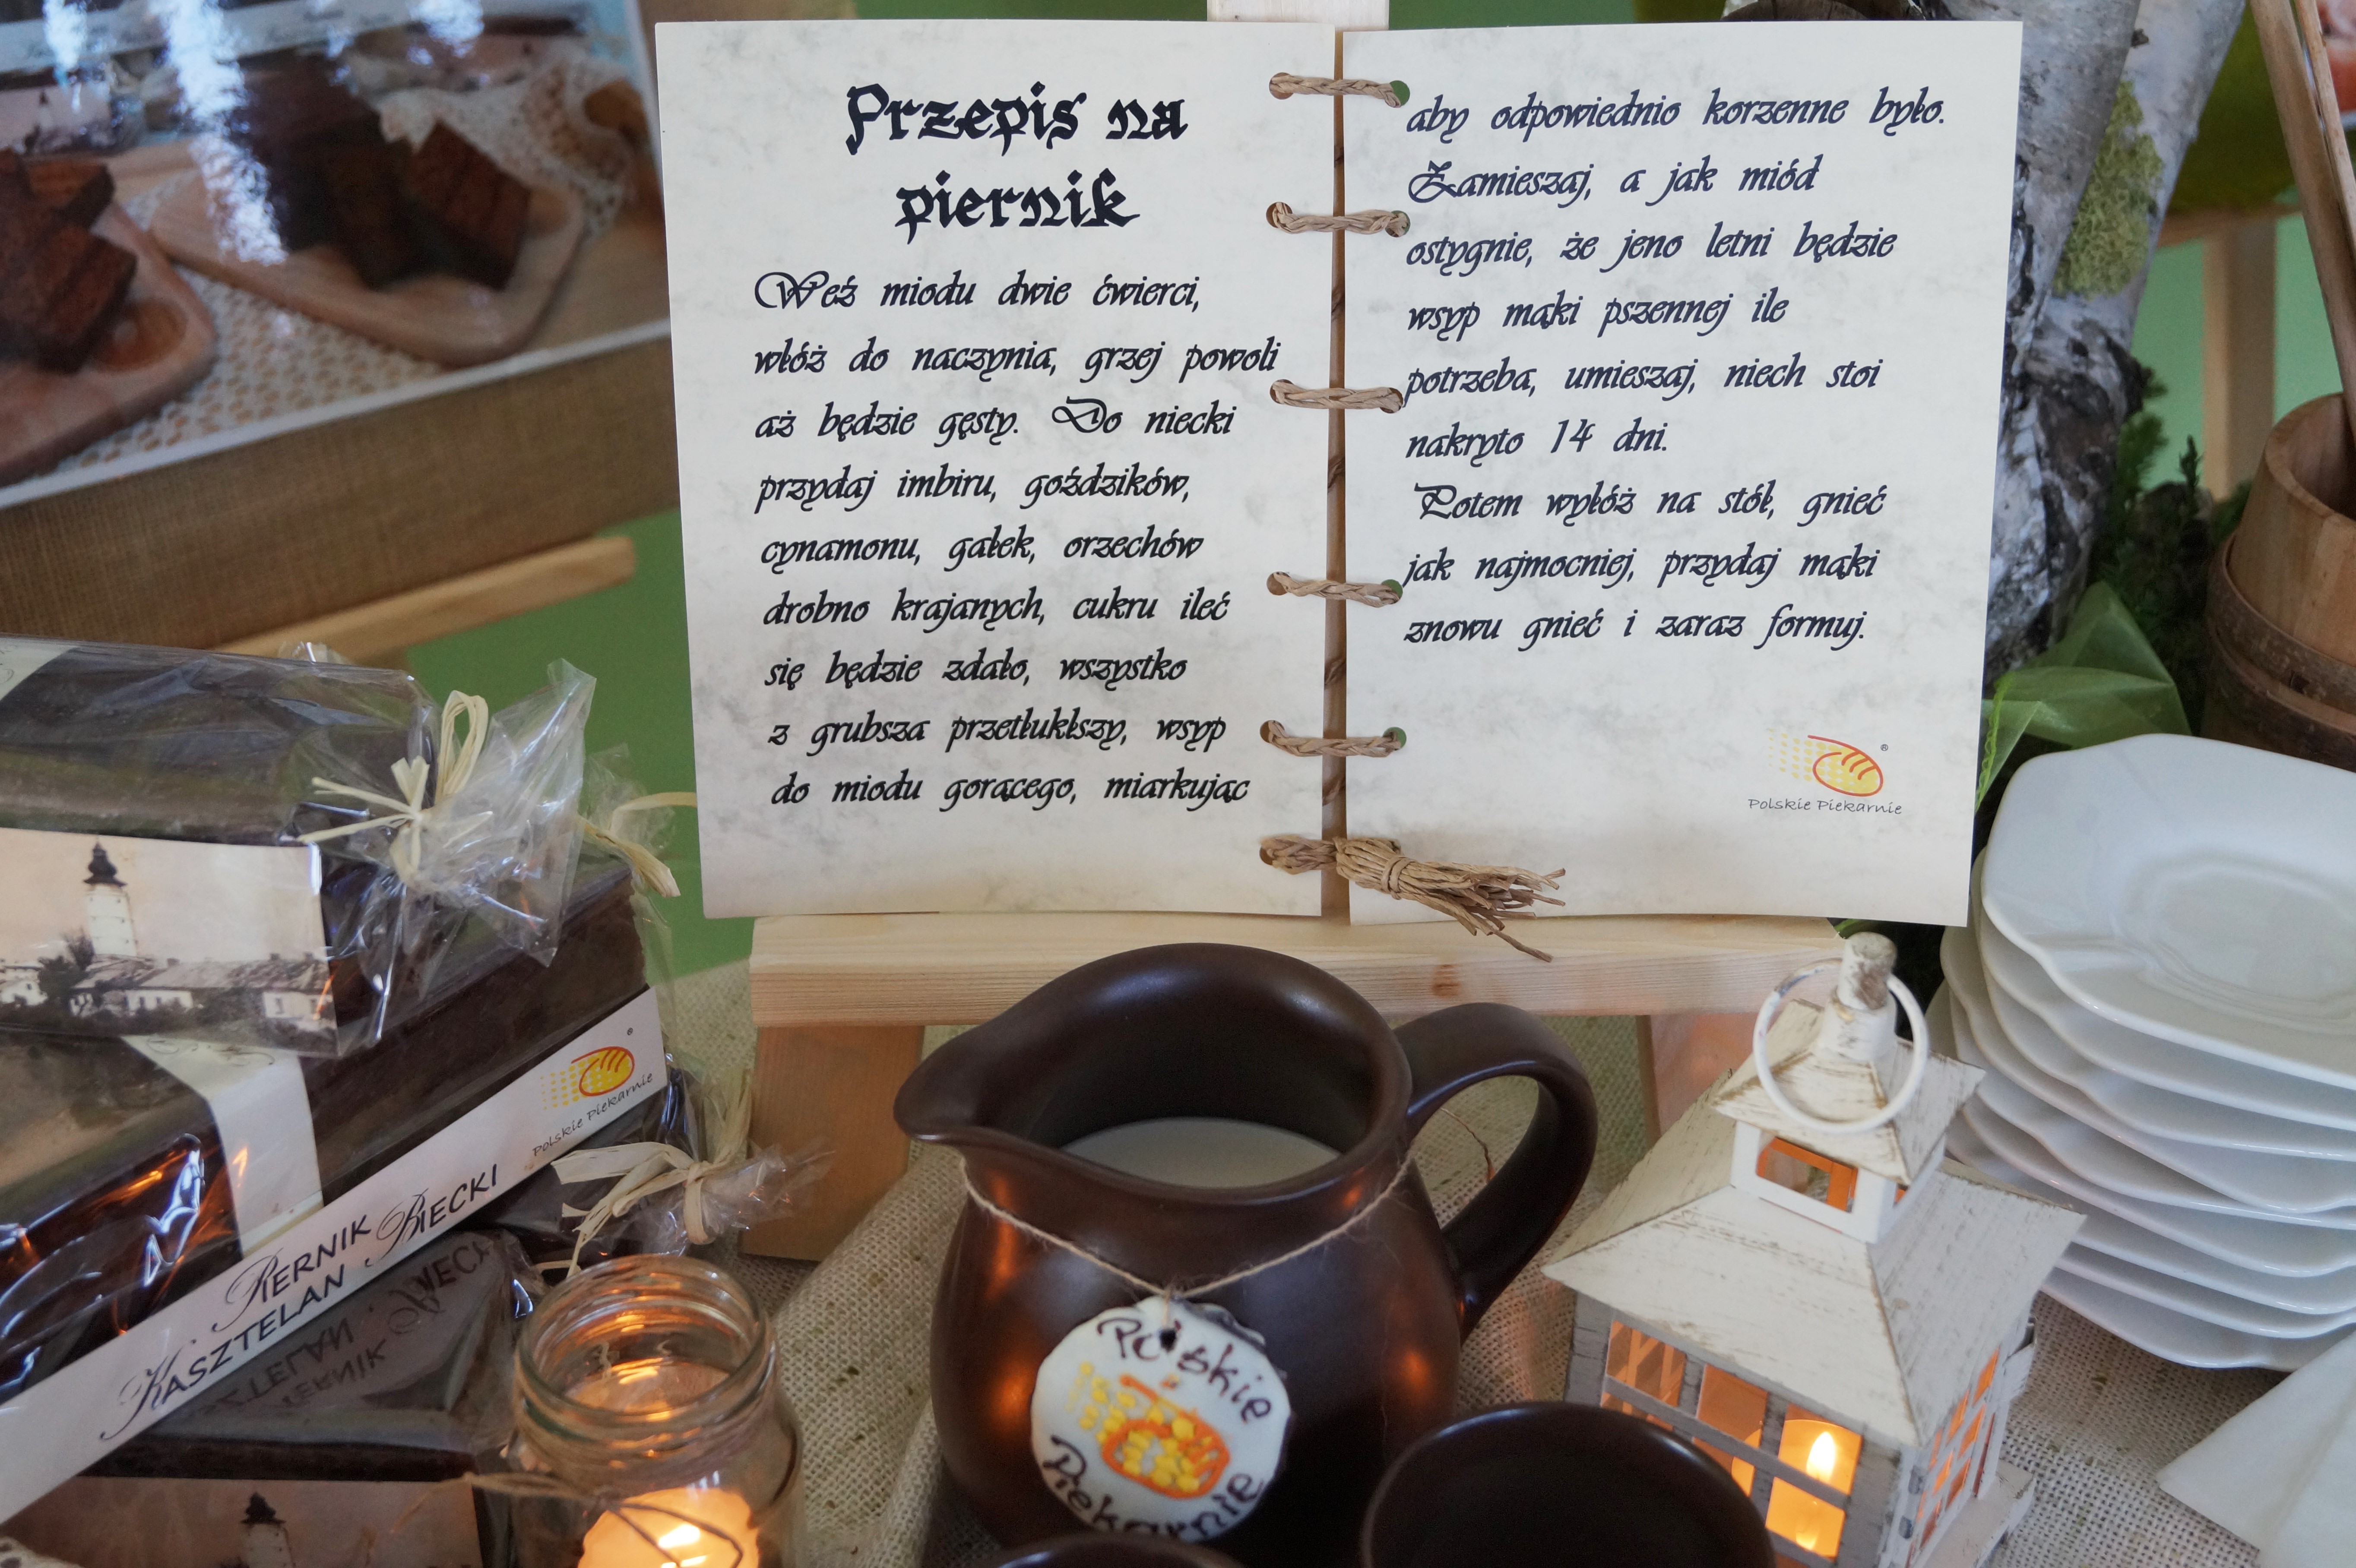 Przepis na
piernik
Weź miodu dwie ćwierci,
włóż do naczynia, grzej powoli
aż będzie gęsty. Do niecki
przydaj imbiru, goździków,
cynamonu, gałek, orzechów
drobno krajanych, cukru ileć
się będzie zdało, wszystko
z grubsza przetłukłszy, wsyp
do miodu gorącego, miarkując
aby odpowiednio korzenne było.
Zamieszaj, a jak miód
ostygnie, że jeno letni będzie
wsyp mąki pszennej ile
potrzeba, umieszaj, niech stoi
nakryto 14 dni.
Potem wyłóż na stół, gnieć
jak najmocniej, przydaj mąki
znowu gnieć i zaraz formuj.
®
Polskie Piekarnie
®
Polskie Piekarnie
PIERNIK BIECKI
KASZTELAN
Polskie
Piekarnie